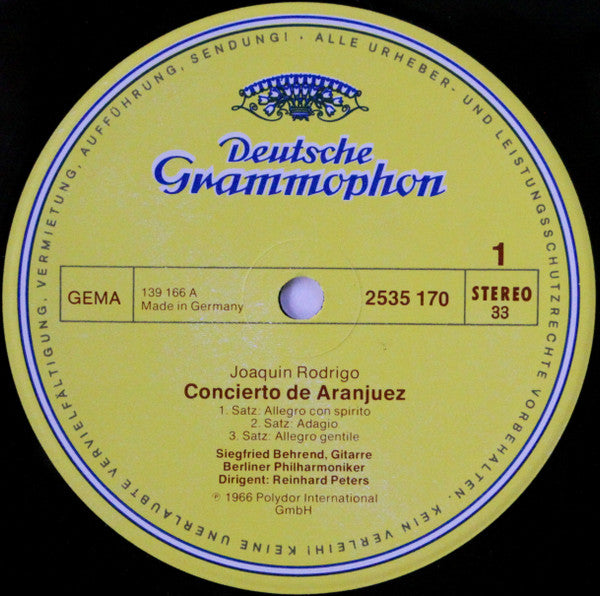 Deutsche
Grammophon
GEMA
139 166 A
Made in Germany
2535 170
1
STEREO
33
Joaquin Rodrigo
Concierto de Aranjuez
1. Satz: Allegro con spirito
2. Satz: Adagio
3. Satz: Allegro gentile
Siegfried Behrend, Gitarre
Berliner Philharmoniker
Dirigent: Reinhard Peters
℗ 1966 Polydor International
GmbH
ALLE URHEBER- UND LEISTUNGSSCHUTZRECHTE VORBEHALTEN · KEIN VERLEIH! KEINE UNERLAUBTE VERVIELFÄLTIGUNG, VERMIETUNG, AUFFÜHRUNG, SENDUNG! ·